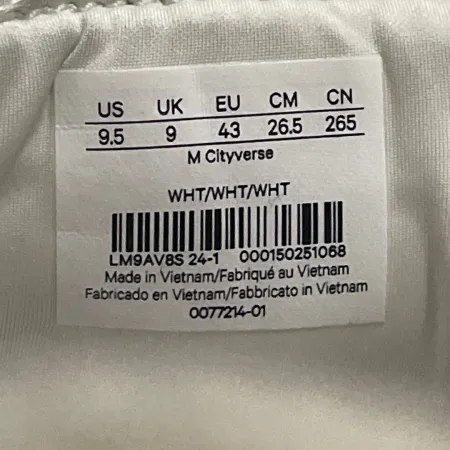 US UK EU CM CN
9.5 9 43 26.5 265
M Cityverse
WHT/WHT/WHT
LM9AV8S 24-1 000150251068
Made in Vietnam/Fabriqué au Vietnam
Fabricado en Vietnam/Fabbricato in Vietnam
0077214-01